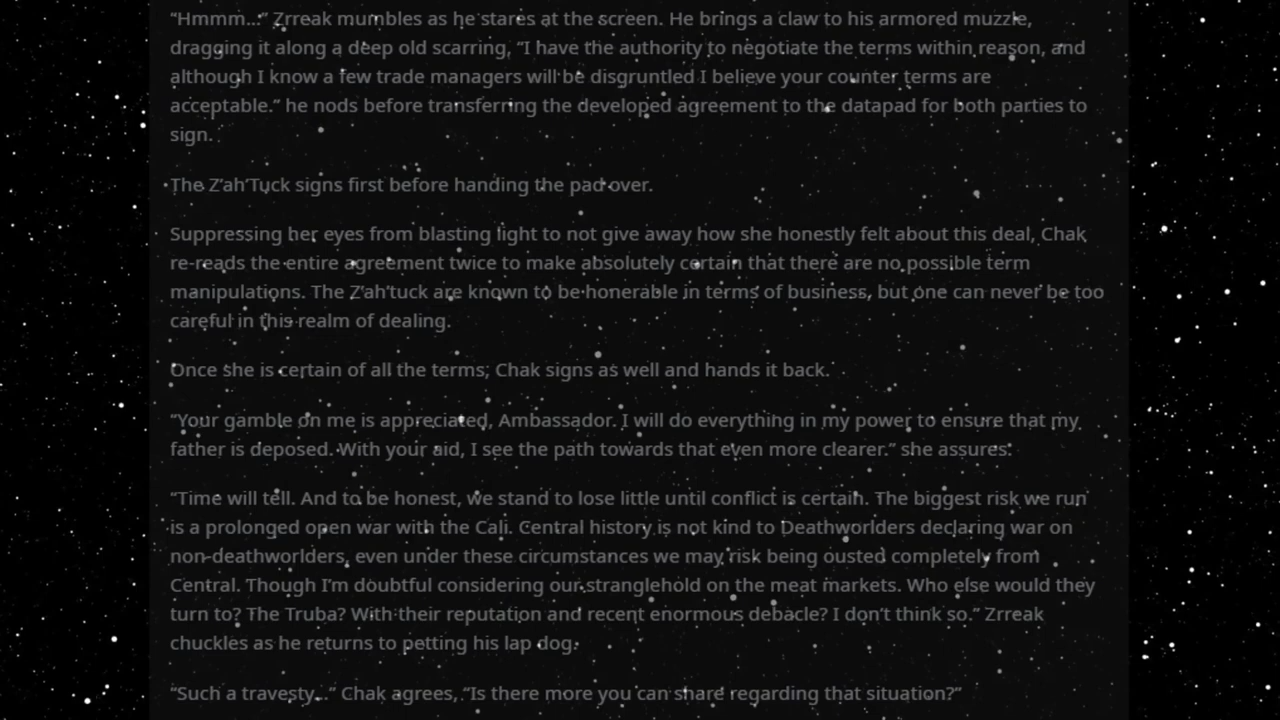 “Hmmm...” Zrreak mumbles as he stares at the screen. He brings a claw to his armored muzzle,
dragging it along a deep old scarring, “I have the authority to negotiate the terms within reason, and
although I know a few trade managers will be disgruntled I believe your counter terms are
acceptable.” he nods before transferring the developed agreement to the datapad for both parties to
sign.
The Z’ah’Tuck signs first before handing the pad over.
Suppressing her eyes from blasting light to not give away how she honestly felt about this deal, Chak
re-reads the entire agreement twice to make absolutely certain that there are no possible term
manipulations. The Z’ah’tuck are known to be honerable in terms of business, but one can never be too
careful in this realm of dealing.
Once she is certain of all the terms, Chak signs as well and hands it back.
“Your gamble on me is appreciated, Ambassador. I will do everything in my power to ensure that my
father is deposed. With your aid, I see the path towards that even more clearer.” she assures.
“Time will tell. And to be honest, we stand to lose little until conflict is certain. The biggest risk we run
is a prolonged open war with the Cali. Central history is not kind to Deathworlders declaring war on
non-deathworlders, even under these circumstances we may risk being ousted completely from
Central. Though I’m doubtful considering our stranglehold on the meat markets. Who else would they
turn to? The Truba? With their reputation and recent enormous debacle? I don’t think so.” Zrreak
chuckles as he returns to petting his lap dog.
“Such a travesty...” Chak agrees, “Is there more you can share regarding that situation?”